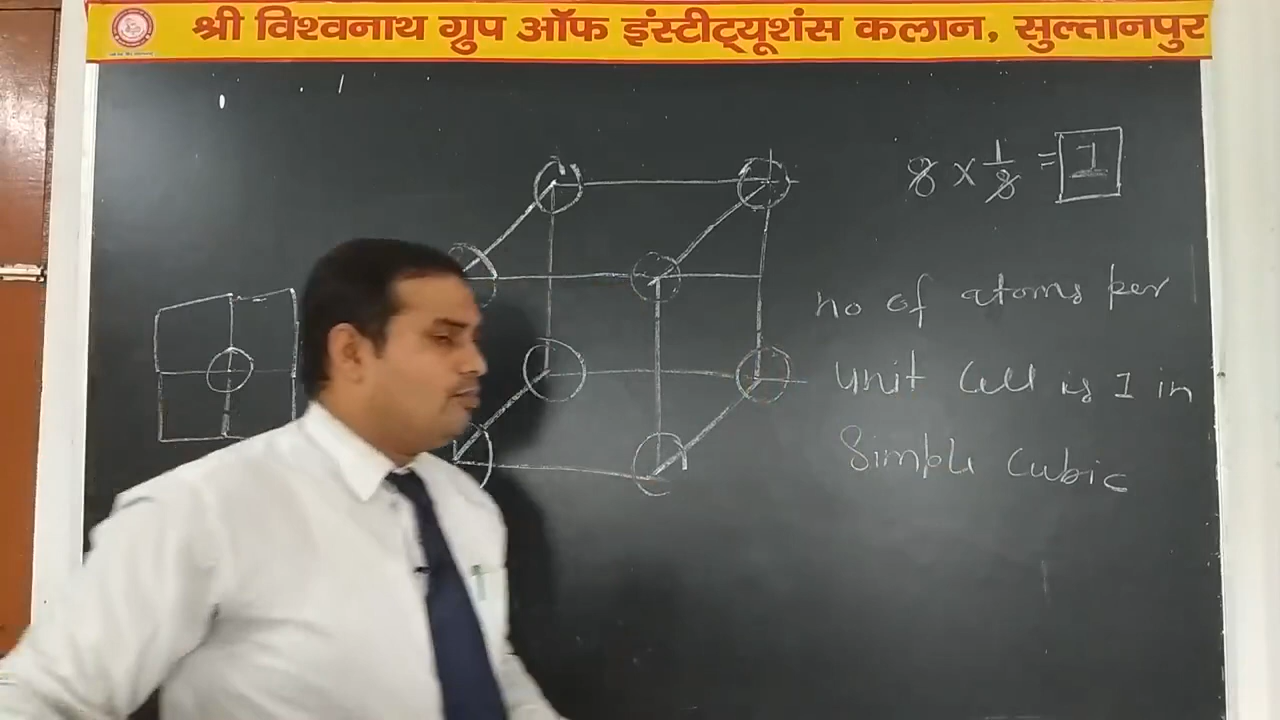 श्री विश्वनाथ ग्रुप ऑफ इंस्टीट्यूशंस कलान, सुल्तानपुर
8 × 1/8 = 1
no of atoms per
unit Cell is 1 in
Simple Cubic